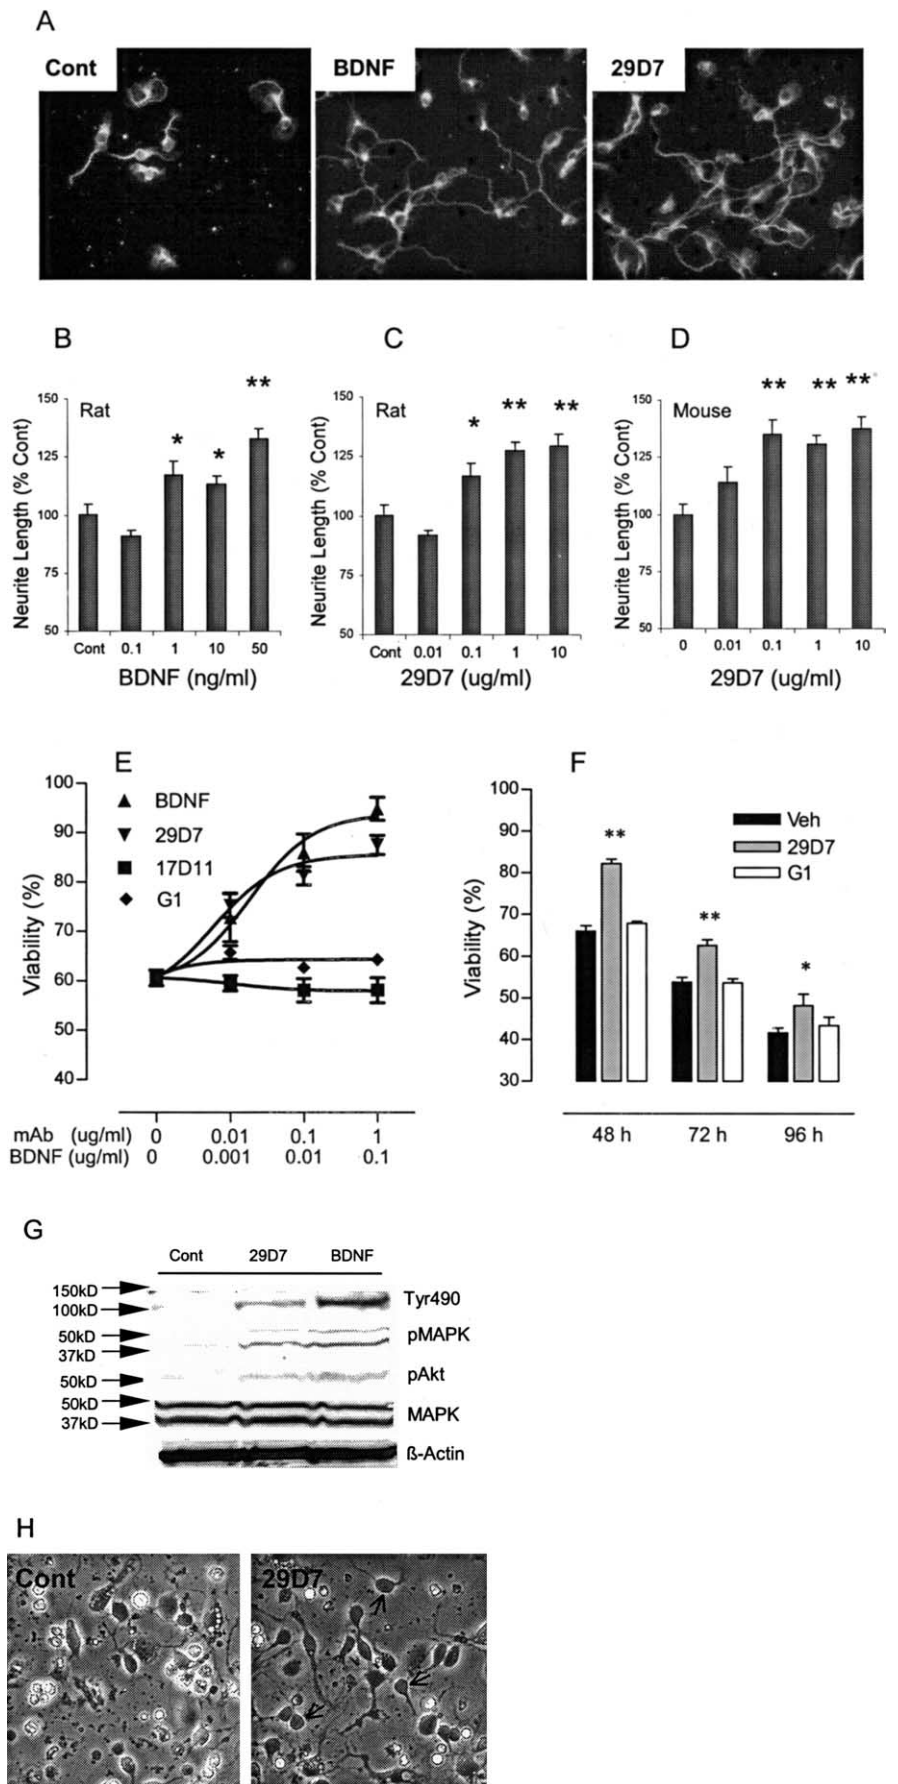 A
Cont
BDNF
29D7
B
C
D
** 
150
125
100
75
50
Neurite Length (% Cont)
Rat
*
*
Cont 0.1 1 10 50
BDNF (ng/ml)
150
125
100
75
50
Neurite Length (% Cont)
Rat
*
**
**
Cont 0.01 0.1 1 10
29D7 (ug/ml)
150
125
100
75
50
Neurite Length (% Cont)
Mouse
**
**
**
0 0.01 0.1 1 10
29D7 (ug/ml)
E
100
90
80
70
60
50
40
Viability (%)
BDNF
29D7
17D11
G1
mAb (ug/ml) 0 0.01 0.1 1
BDNF (ug/ml) 0 0.001 0.01 0.1
F
100
90
80
70
60
50
40
30
Viability (%)
Veh
29D7
G1
**
**
*
48 h 72 h 96 h
G
Cont 29D7 BDNF
150kD
100kD
50kD
37kD
50kD
50kD
37kD
Tyr490
pMAPK
pAkt
MAPK
ß-Actin
H
Cont
29D7